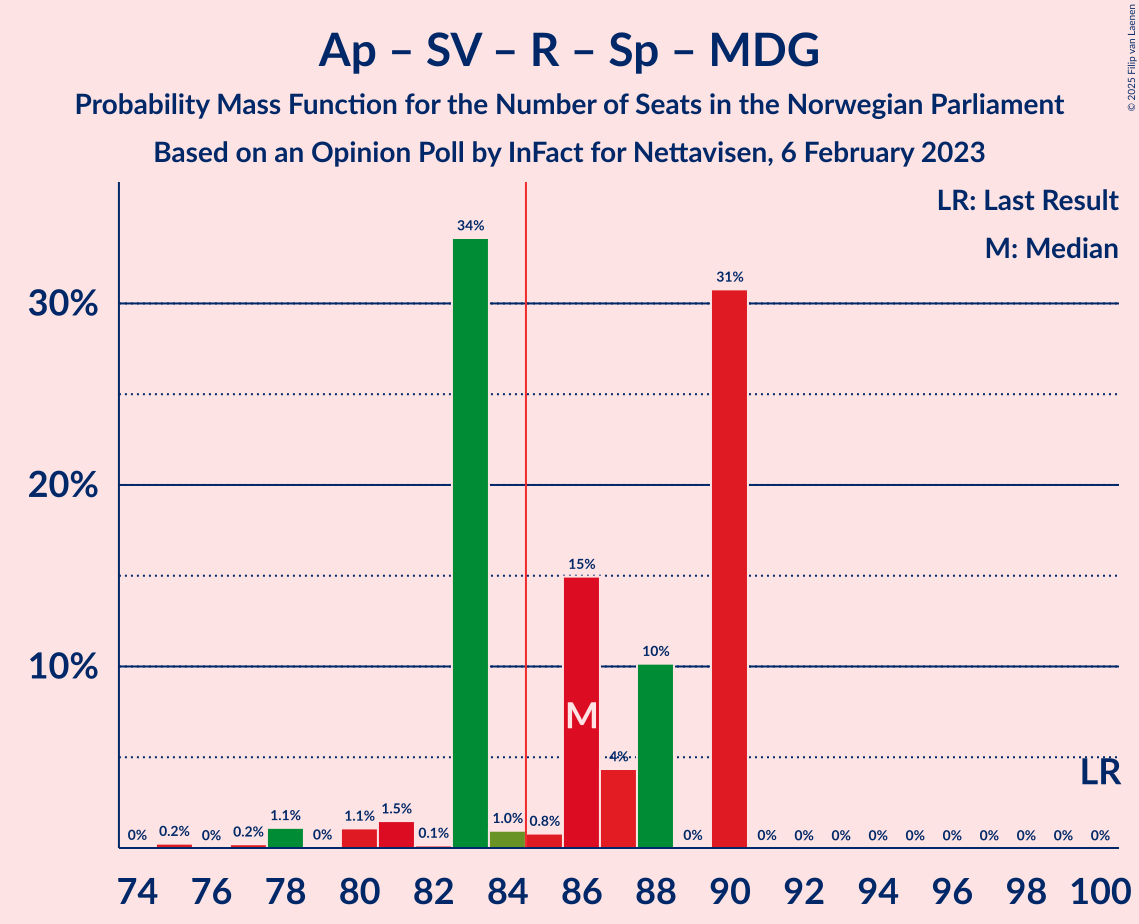 Ap – SV – R – Sp – MDG
Probability Mass Function for the Number of Seats in the Norwegian Parliament
Based on an Opinion Poll by InFact for Nettavisen, 6 February 2023
© 2025 Filip van Laenen
LR: Last Result
M: Median
34%
31%
30%
20%
15%
10%
10%
M
4%
LR
0% 0.2% 0% 0.2% 1.1% 0% 1.1% 1.5% 0.1% 1.0% 0.8% 0% 0% 0% 0% 0% 0% 0% 0% 0% 0% 0%
74 76 78 80 82 84 86 88 90 92 94 96 98 100